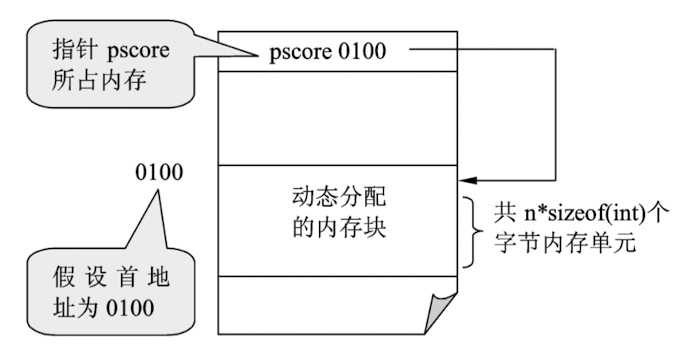 指针 pscore
所占内存
pscore 0100
0100
动态分配
的内存块
共 n*sizeof(int)个
字节内存单元
假设首地
址为 0100